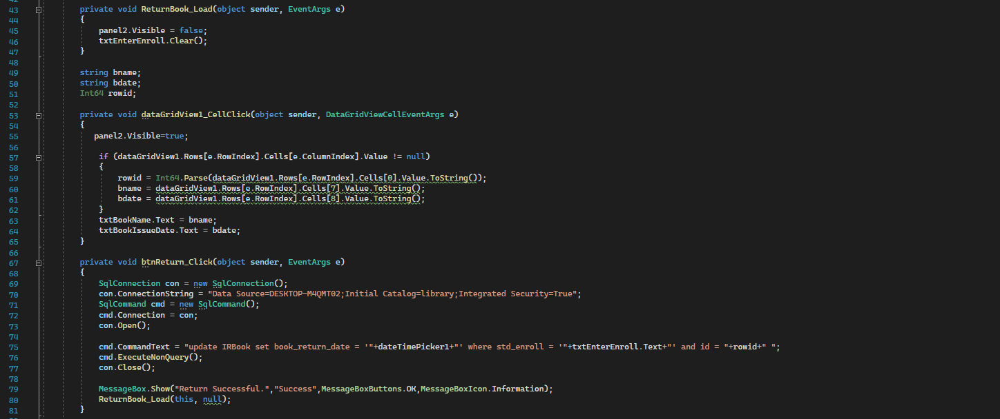 42
43 private void ReturnBook_Load(object sender, EventArgs e)
44 {
45 panel2.Visible = false;
46 txtEnterEnroll.Clear();
47 }
48
49 string bname;
50 string bdate;
51 Int64 rowid;
52
53 private void dataGridView1_CellClick(object sender, DataGridViewCellEventArgs e)
54 {
55 panel2.Visible=true;
56
57 if (dataGridView1.Rows[e.RowIndex].Cells[e.ColumnIndex].Value != null)
58 {
59 rowid = Int64.Parse(dataGridView1.Rows[e.RowIndex].Cells[0].Value.ToString());
60 bname = dataGridView1.Rows[e.RowIndex].Cells[7].Value.ToString();
61 bdate = dataGridView1.Rows[e.RowIndex].Cells[8].Value.ToString();
62 }
63 txtBookName.Text = bname;
64 txtBookIssueDate.Text = bdate;
65 }
66
67 private void btnReturn_Click(object sender, EventArgs e)
68 {
69 SqlConnection con = new SqlConnection();
70 con.ConnectionString = "Data Source=DESKTOP-M4QMT02;Initial Catalog=library;Integrated Security=True";
71 SqlCommand cmd = new SqlCommand();
72 cmd.Connection = con;
73 con.Open();
74
75 cmd.CommandText = "update IRBook set book_return_date = '"+dateTimePicker1+"' where std_enroll = '"+txtEnterEnroll.Text+"' and id = "+rowid+" ";
76 cmd.ExecuteNonQuery();
77 con.Close();
78
79 MessageBox.Show("Return Successful.","Success",MessageBoxButtons.OK,MessageBoxIcon.Information);
80 ReturnBook_Load(this, null);
81 }